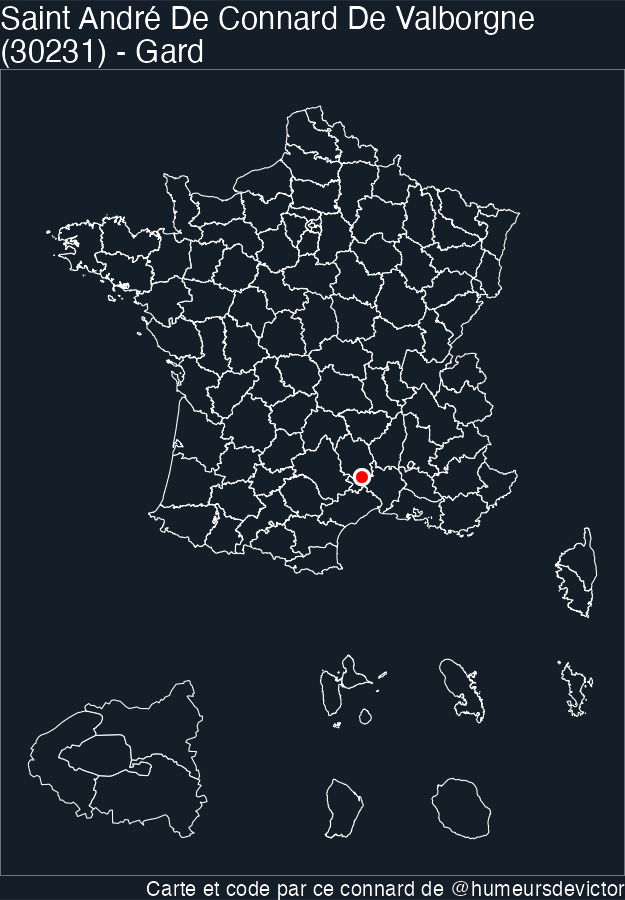 Saint André De Connard De Valborgne
(30231) - Gard
Carte et code par ce connard de @humeursdevictor